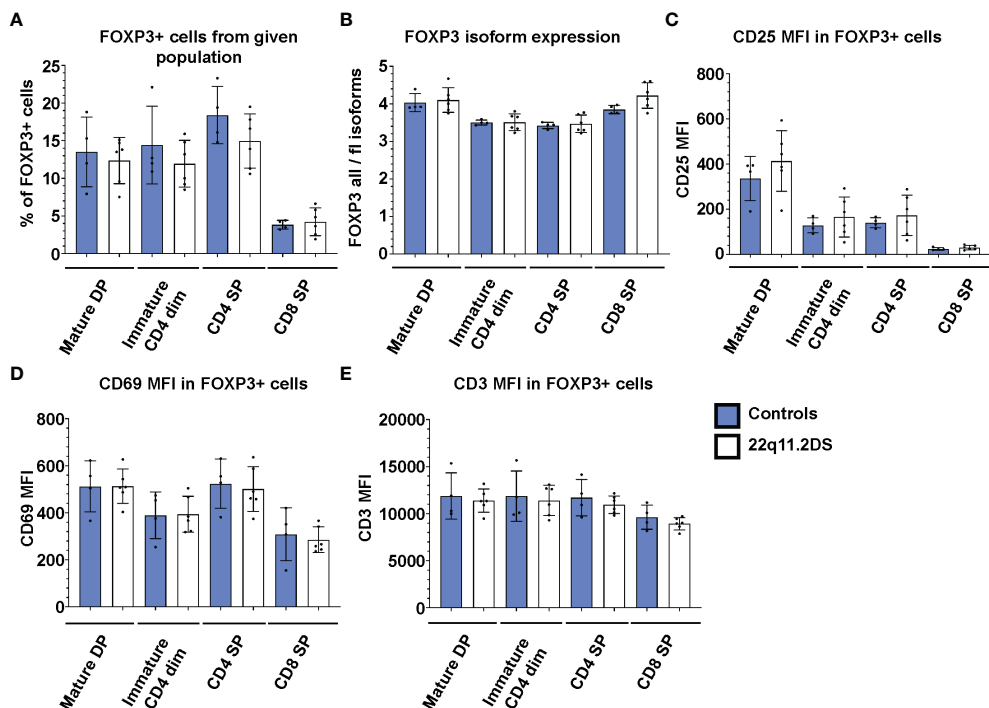 A
FOXP3+ cells from given
population
% of FOXP3+ cells
25
20
15
10
5
0
Mature DP
Immature
CD4 dim
CD4 SP
CD8 SP
B
FOXP3 isoform expression
FOXP3 all / fl isoforms
5
4
3
2
1
0
Mature DP
Immature
CD4 dim
CD4 SP
CD8 SP
C
CD25 MFI in FOXP3+ cells
CD25 MFI
800
600
400
200
0
Mature DP
Immature
CD4 dim
CD4 SP
CD8 SP
D
CD69 MFI in FOXP3+ cells
CD69 MFI
800
600
400
200
0
Mature DP
Immature
CD4 dim
CD4 SP
CD8 SP
E
CD3 MFI in FOXP3+ cells
CD3 MFI
20000
15000
10000
5000
0
Mature DP
Immature
CD4 dim
CD4 SP
CD8 SP
Controls
22q11.2DS